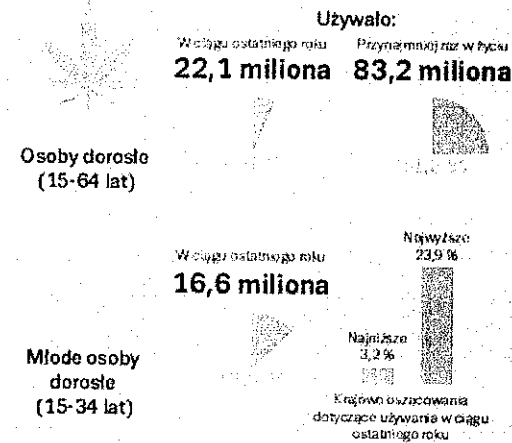 Używało:
W ciągu ostatniego roku
22,1 miliona
Przynajmniej raz w życiu
83,2 miliona
Osoby dorosłe
(15-64 lat)
W ciągu ostatniego roku
16,6 miliona
Młode osoby
dorosłe
(15-34 lat)
Najwyższe
23,9 %
Najniższe
Krajowe oszacowania
dotyczące używania w ciągu
ostatniego roku